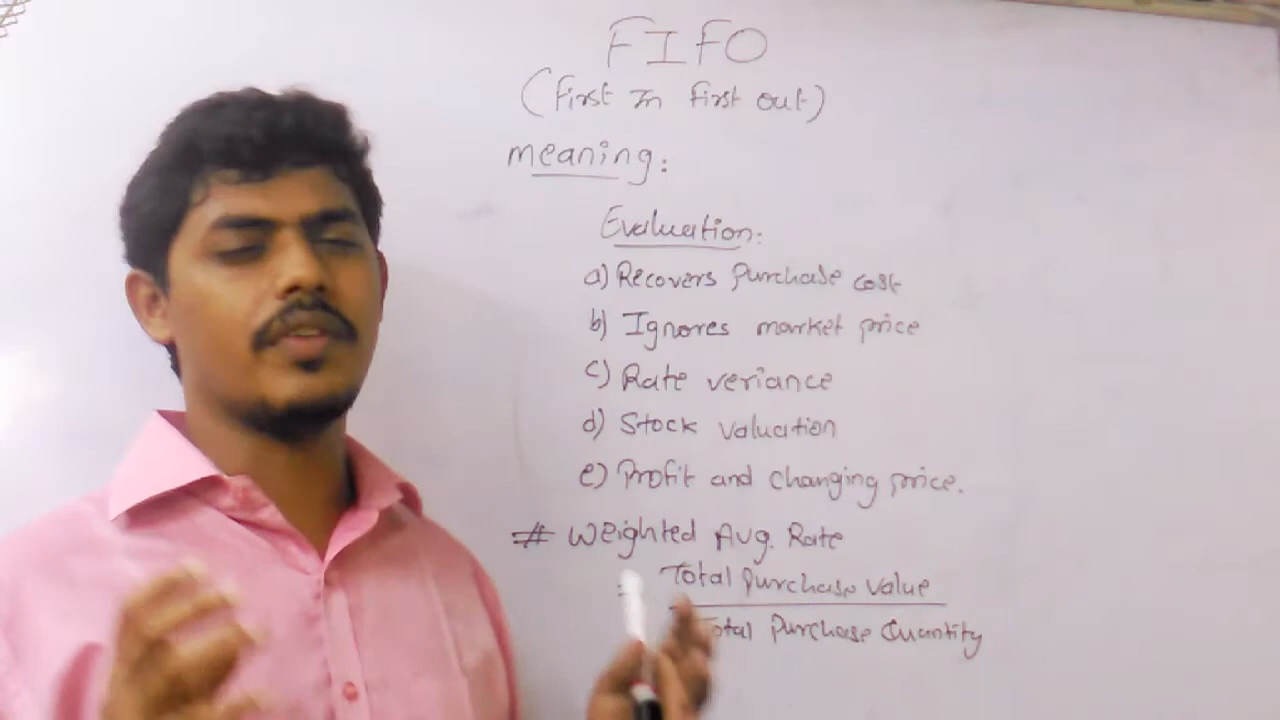 FIFO
(First In First out)
meaning:
Evaluation:
a) Recovers purchase cost
b) Ignores market price
c) Rate veriance
d) Stock valuation
e) Profit and changing price.
# Weighted Avg. Rate
= Total purchase value
otal purchase Quantity